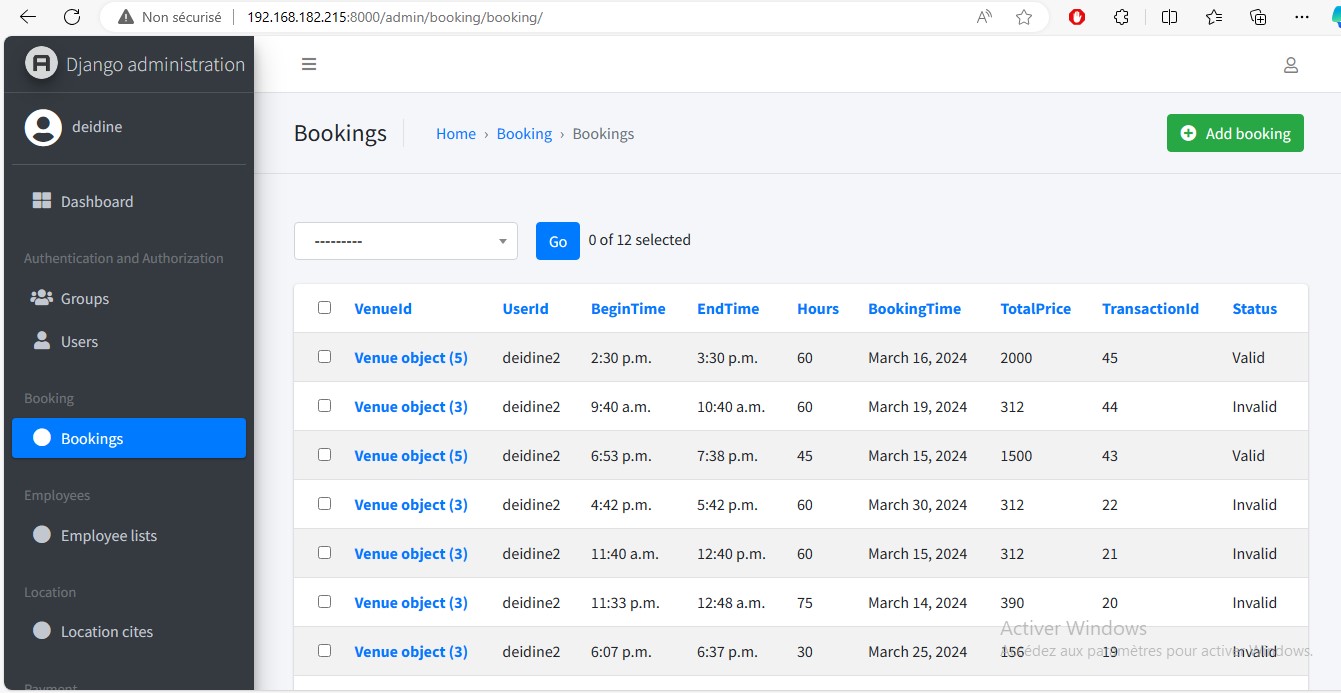 Non sécurisé 192.168.182.215:8000/admin/booking/booking/
Django administration
deidine
Dashboard
Authentication and Authorization
Groups
Users
Booking
Bookings
Employees
Employee lists
Location
Location cites
Payment
Bookings Home › Booking › Bookings Add booking
--------- Go 0 of 12 selected
VenueId UserId BeginTime EndTime Hours BookingTime TotalPrice TransactionId Status
Venue object (5) deidine2 2:30 p.m. 3:30 p.m. 60 March 16, 2024 2000 45 Valid
Venue object (3) deidine2 9:40 a.m. 10:40 a.m. 60 March 19, 2024 312 44 Invalid
Venue object (5) deidine2 6:53 p.m. 7:38 p.m. 45 March 15, 2024 1500 43 Valid
Venue object (3) deidine2 4:42 p.m. 5:42 p.m. 60 March 30, 2024 312 22 Invalid
Venue object (3) deidine2 11:40 a.m. 12:40 p.m. 60 March 15, 2024 312 21 Invalid
Venue object (3) deidine2 11:33 p.m. 12:48 a.m. 75 March 14, 2024 390 20 Invalid
Venue object (3) deidine2 6:07 p.m. 6:37 p.m. 30 March 25, 2024 156 19 Invalid
Activer Windows
Accédez aux paramètres pour activer Windows.